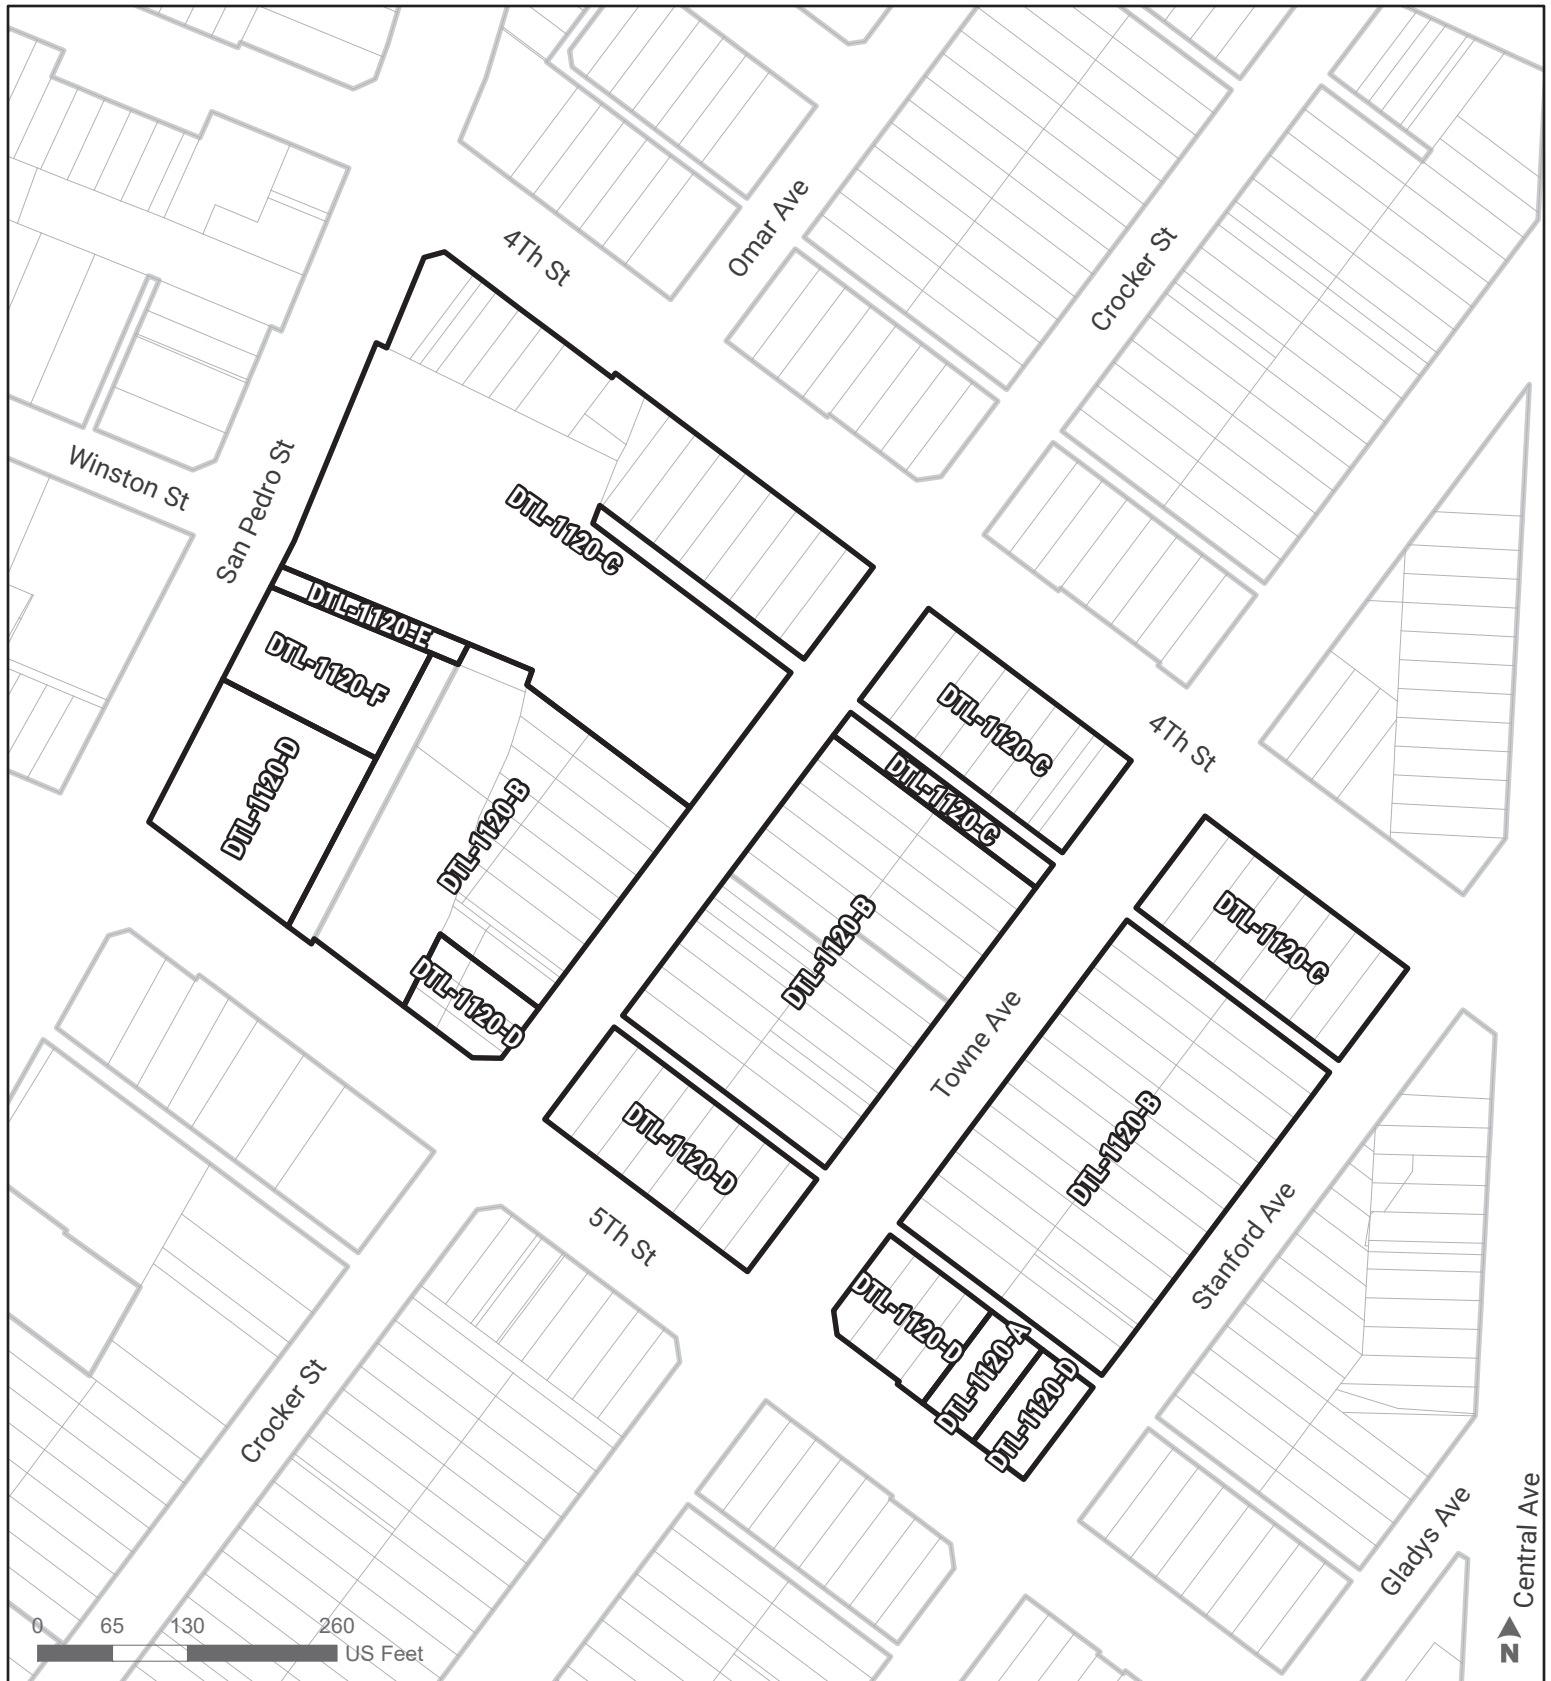 4Th St
Omar Ave
Crocker St
Winston St
San Pedro St
DTL-1120-C
DTL-1120-E
DTL-1120-F
DTL-1120-D
DTL-1120-B
DTL-1120-D
DTL-1120-C
DTL-1120-C
4Th St
DTL-1120-B
DTL-1120-C
DTL-1120-D
Towne Ave
DTL-1120-B
5Th St
Stanford Ave
DTL-1120-D
DTL-1120-A
DTL-1120-D
Crocker St
Gladys Ave
Central Ave
0 65 130 260
US Feet
N